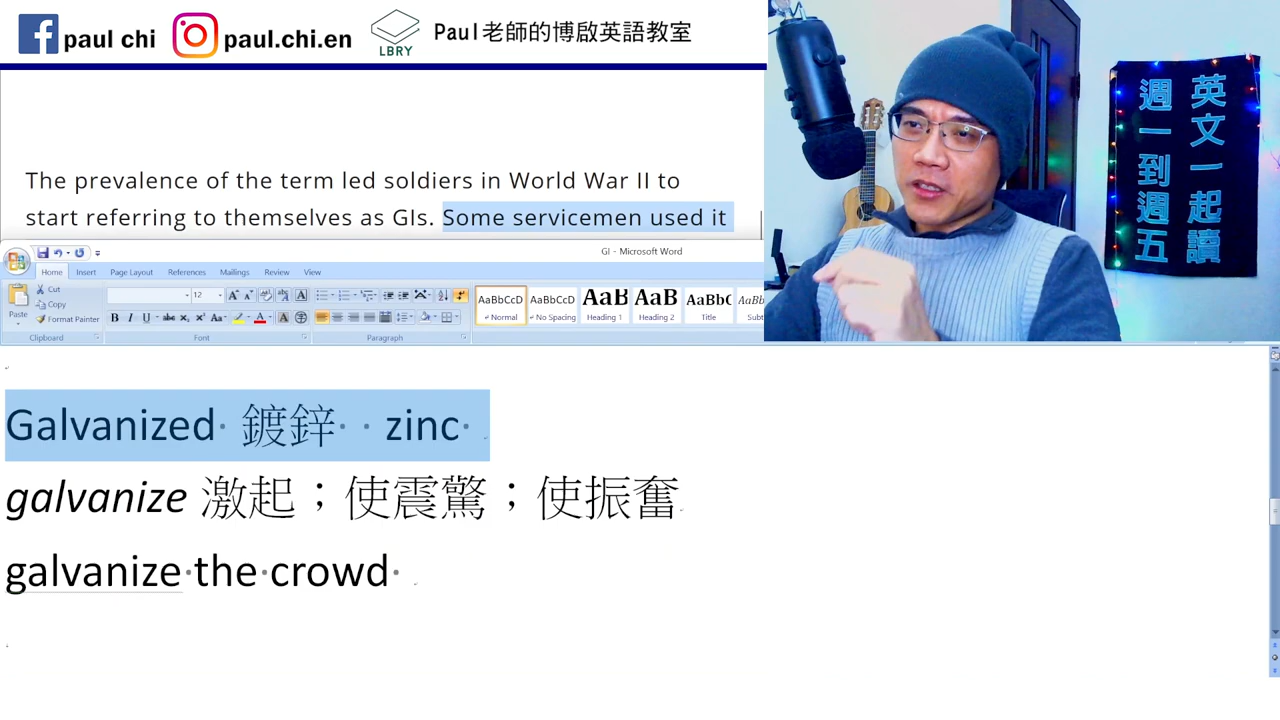 paul chi
paul.chi.en
LBRY
Paul老師的博啟英語教室
The prevalence of the term led soldiers in World War II to
start referring to themselves as GIs. Some servicemen used it
GI - Microsoft Word
Home Insert Page Layout References Mailings Review View
Paste
Cut
Copy
Format Painter
Clipboard
12
Font
Paragraph
AaBbCcD AaBbCcD AaBb AaBb AaBbC AaBb
Normal No Spacing Heading 1 Heading 2 Title Subt
英文一起讀
週一到週五
Galvanized 鍍鋅 zinc
galvanize 激起；使震驚；使振奮
galvanize the crowd